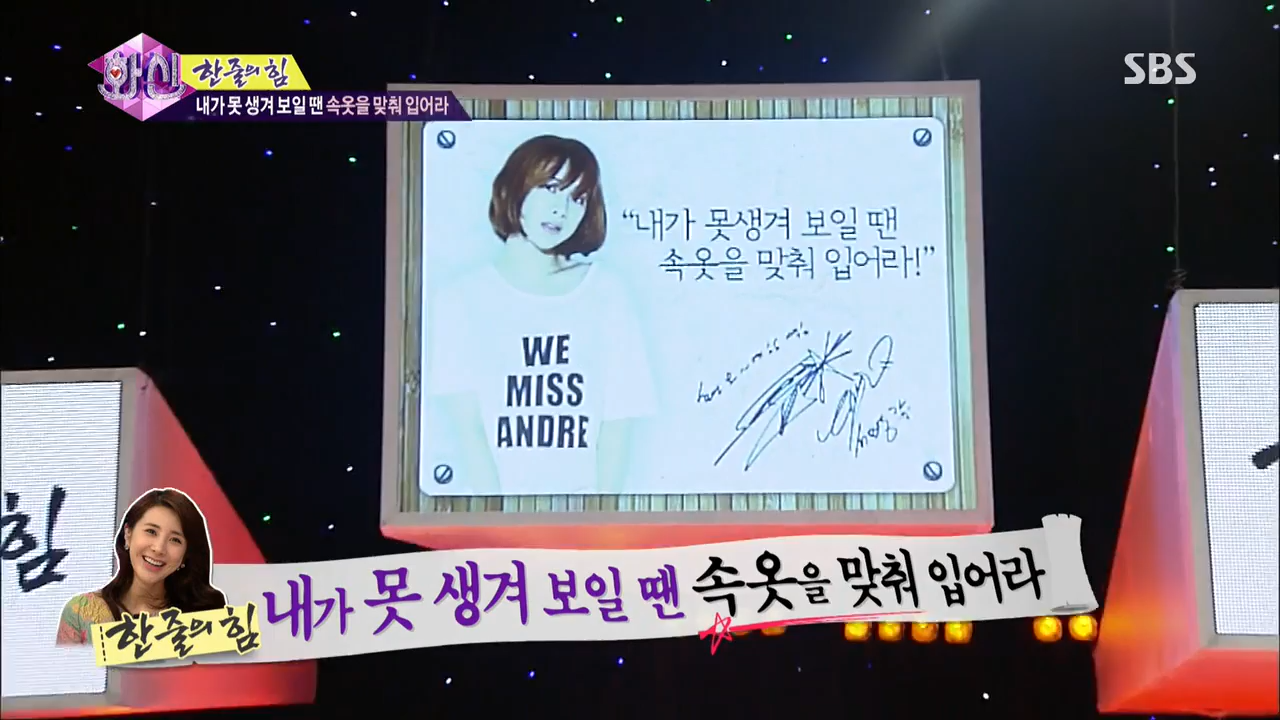 화신
한 줄의 힘
내가 못 생겨 보일 땐 속옷을 맞춰 입어라
SBS
“내가 못생겨 보일 땐
속옷을 맞춰 입어라!”
WE
MISS
ANDRE
힘
한 줄의 힘
내가 못 생겨 보일 땐 속옷을 맞춰 입어라